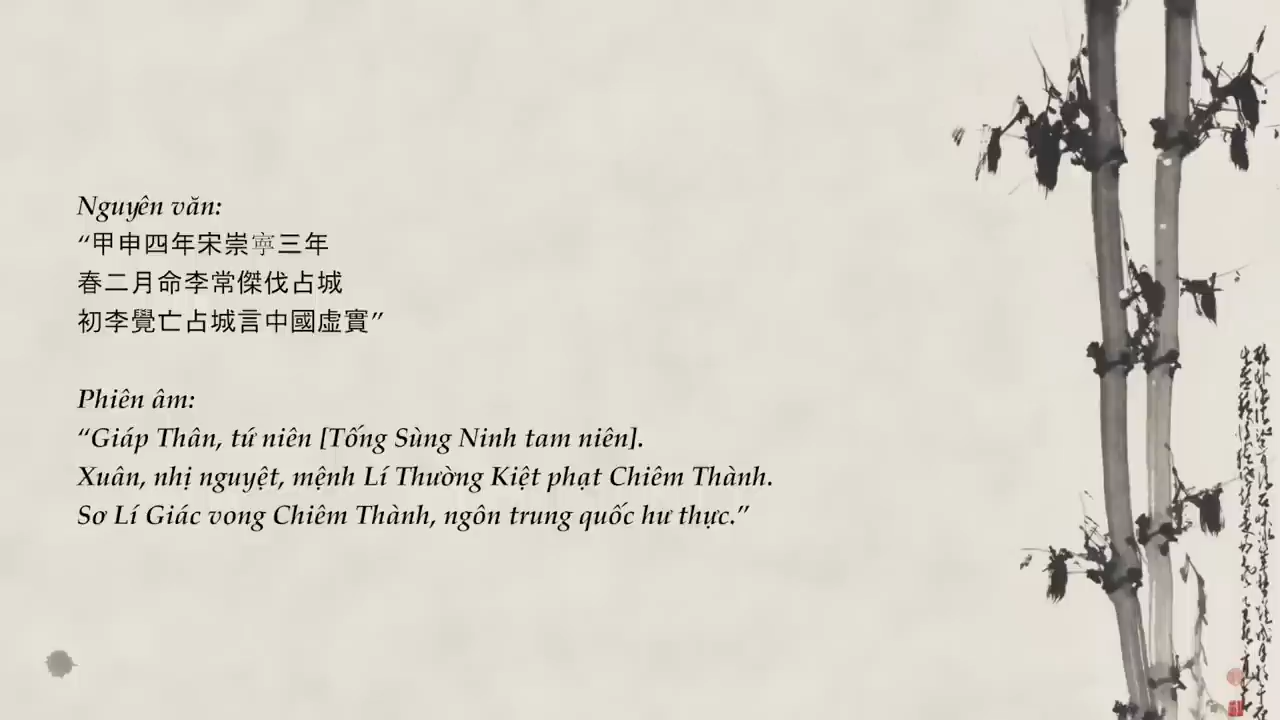 Nguyên văn:
“甲申四年宋崇寧三年
春二月命李常傑伐占城
初李覺亡占城言中國虛實”
Phiên âm:
“Giáp Thân, tứ niên [Tống Sùng Ninh tam niên].
Xuân, nhị nguyệt, mệnh Lí Thường Kiệt phạt Chiêm Thành.
Sơ Lí Giác vong Chiêm Thành, ngôn trung quốc hư thực.”